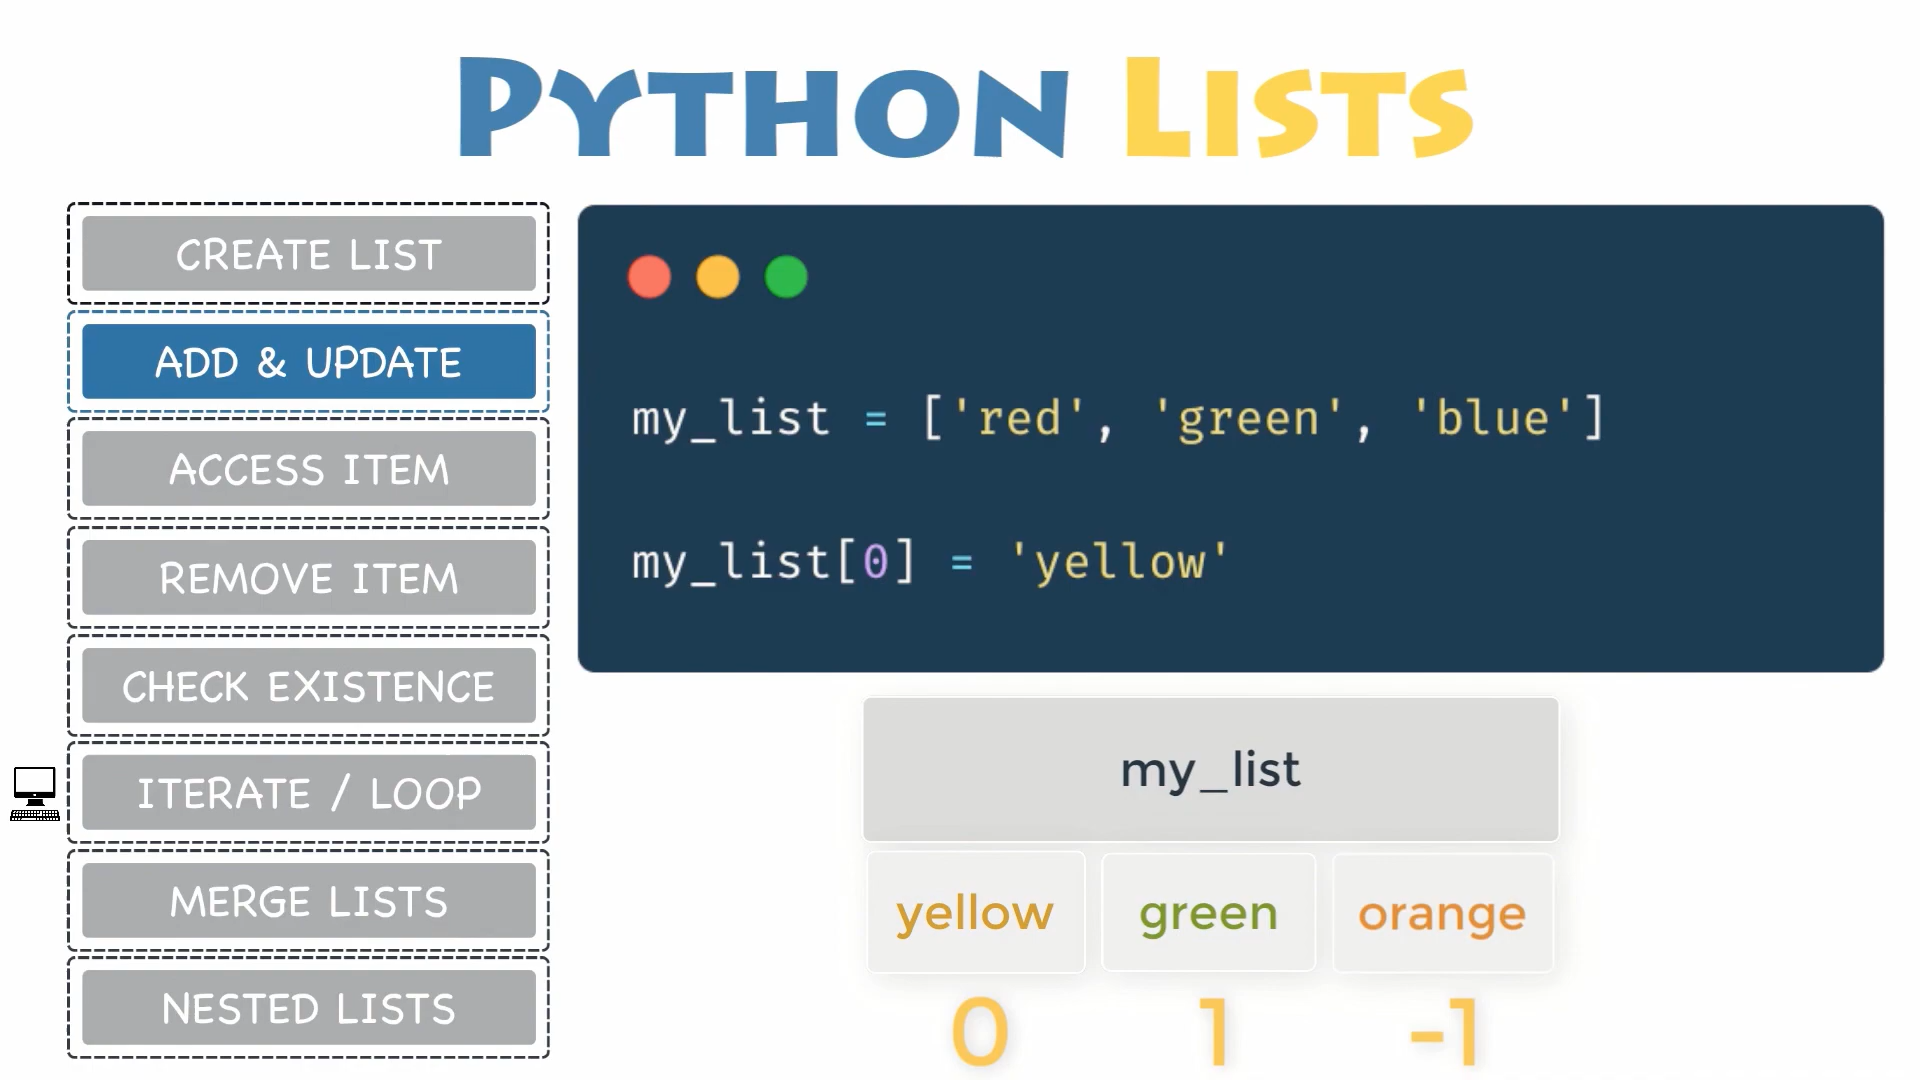 PYTHON LISTS
CREATE LIST
ADD & UPDATE
ACCESS ITEM
REMOVE ITEM
CHECK EXISTENCE
ITERATE / LOOP
MERGE LISTS
NESTED LISTS
my_list = ['red', 'green', 'blue']
my_list[0] = 'yellow'
my_list
yellow green orange
0 1 -1